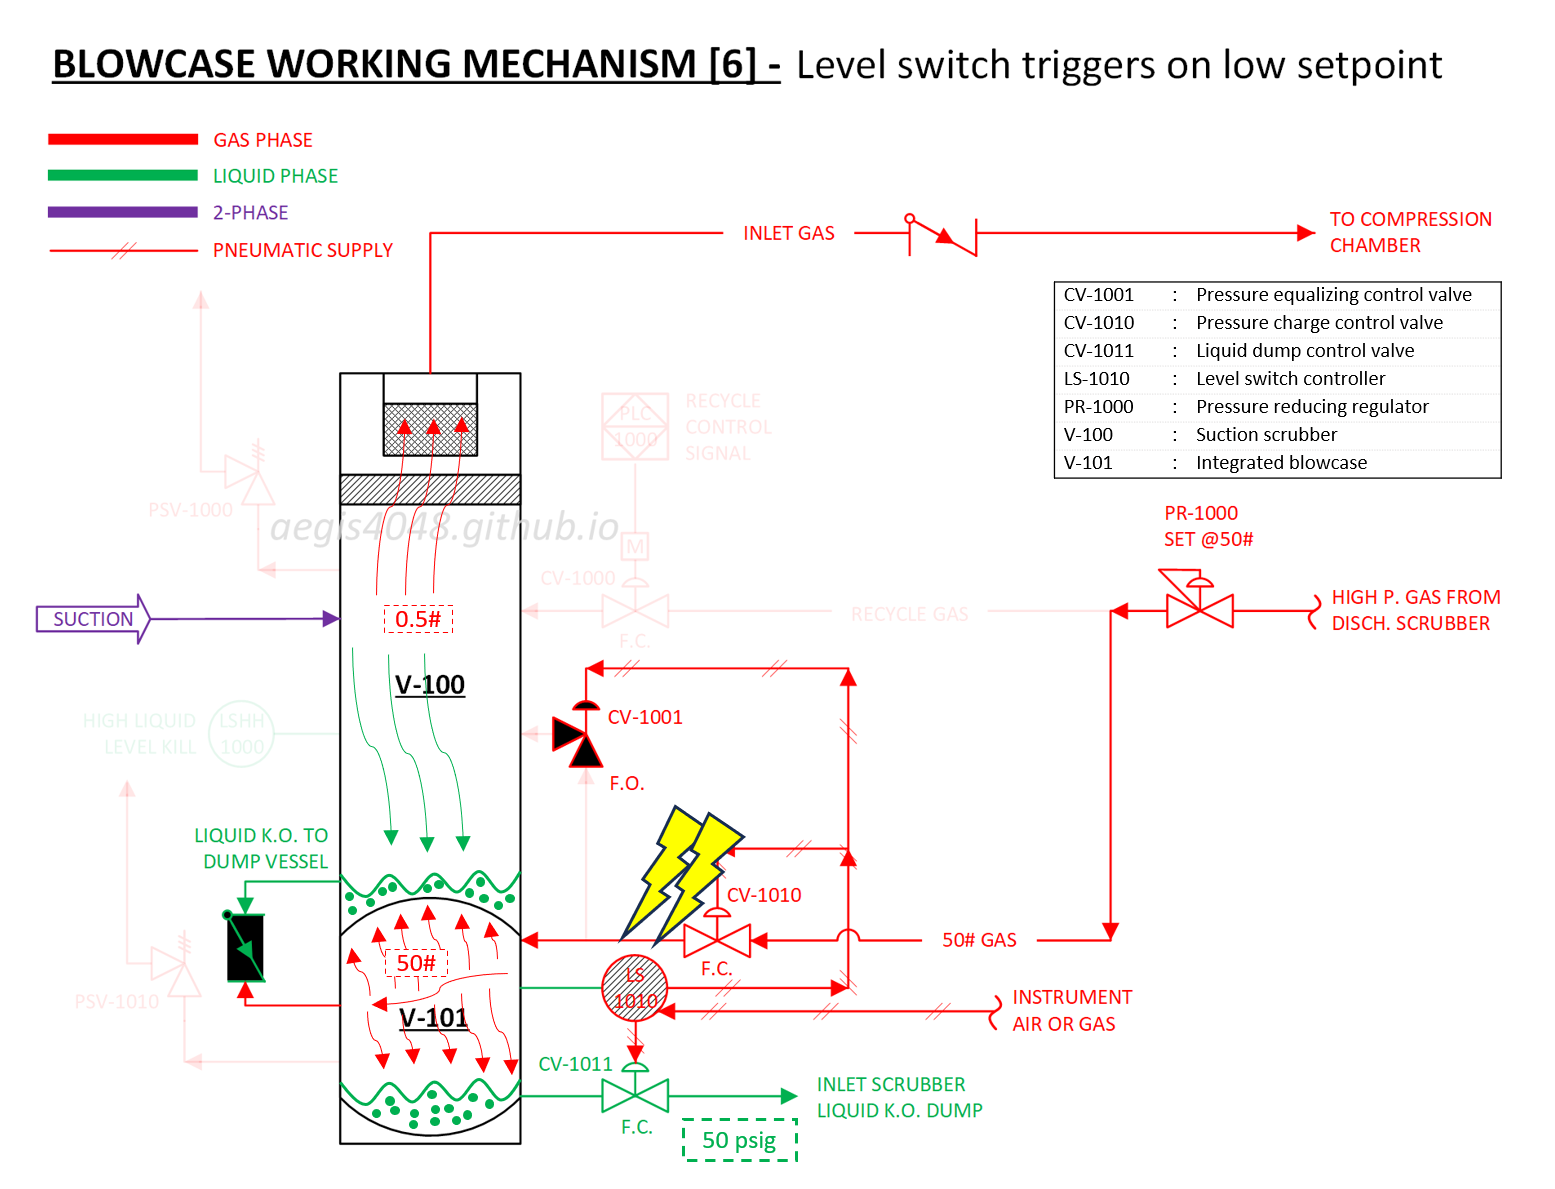 BLOWCASE WORKING MECHANISM [6] - Level switch triggers on low setpoint
GAS PHASE
LIQUID PHASE
2-PHASE
PNEUMATIC SUPPLY
INLET GAS
TO COMPRESSION
CHAMBER
CV-1001 : Pressure equalizing control valve
CV-1010 : Pressure charge control valve
CV-1011 : Liquid dump control valve
LS-1010 : Level switch controller
PR-1000 : Pressure reducing regulator
V-100 : Suction scrubber
V-101 : Integrated blowcase
PLC
1000
RECYCLE
CONTROL
SIGNAL
PSV-1000
aegis4048.github.io
M
CV-1000
F.C.
RECYCLE GAS
PR-1000
SET @50#
HIGH P. GAS FROM
DISCH. SCRUBBER
SUCTION
0.5#
V-100
HIGH LIQUID
LEVEL KILL
LSHH
1000
CV-1001
F.O.
LIQUID K.O. TO
DUMP VESSEL
CV-1010
F.C.
50# GAS
50#
V-101
PSV-1010
LS
1010
INSTRUMENT
AIR OR GAS
CV-1011
F.C.
INLET SCRUBBER
LIQUID K.O. DUMP
50 psig